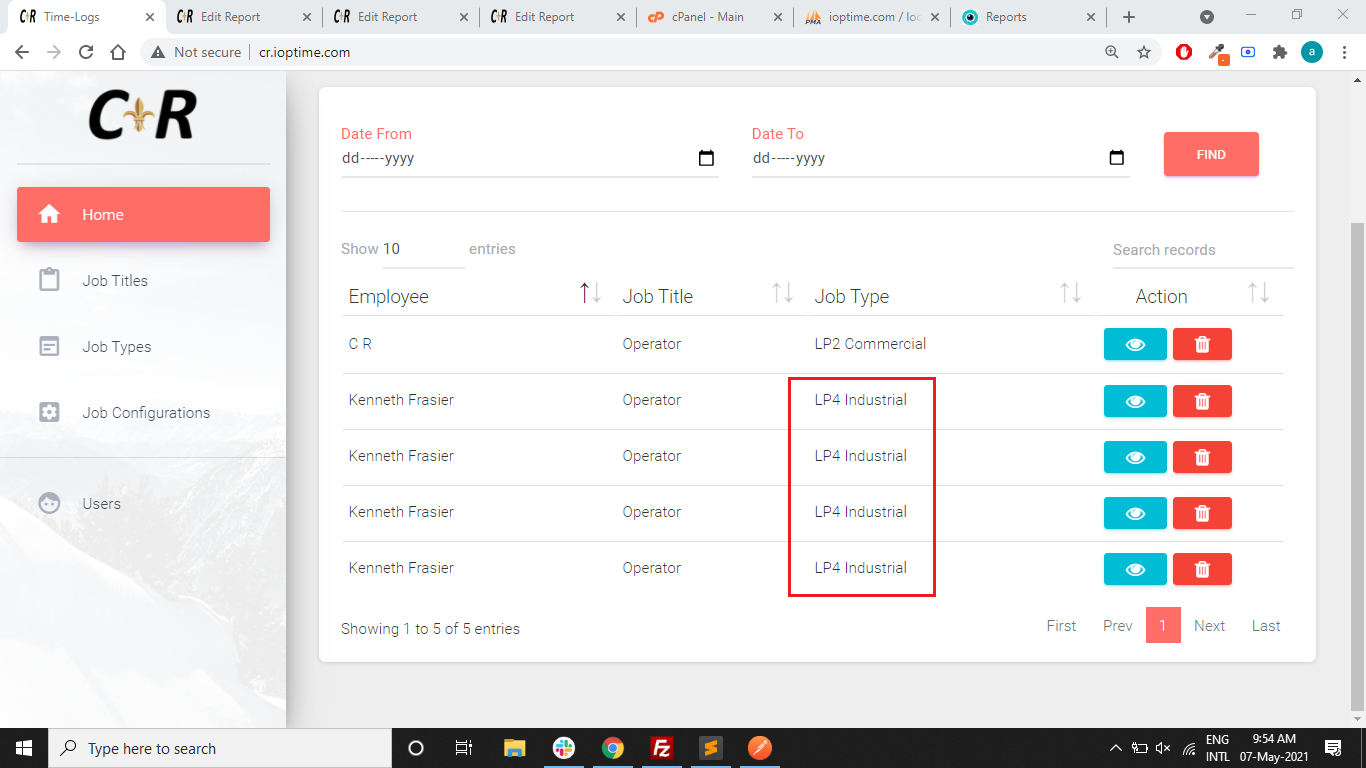 Time-Logs
Edit Report
Edit Report
Edit Report
cPanel - Main
ioptime.com / loc
Reports
Not secure
cr.ioptime.com
a
C R
Date From
Date To
dd-----yyyy
dd-----yyyy
FIND
Home
Job Titles
Job Types
Job Configurations
Users
Show 10 entries
Search records
Employee Job Title Job Type Action
C R Operator LP2 Commercial
Kenneth Frasier Operator LP4 Industrial
Kenneth Frasier Operator LP4 Industrial
Kenneth Frasier Operator LP4 Industrial
Kenneth Frasier Operator LP4 Industrial
Showing 1 to 5 of 5 entries
First Prev 1 Next Last
Type here to search
ENG
INTL
9:54 AM
07-May-2021